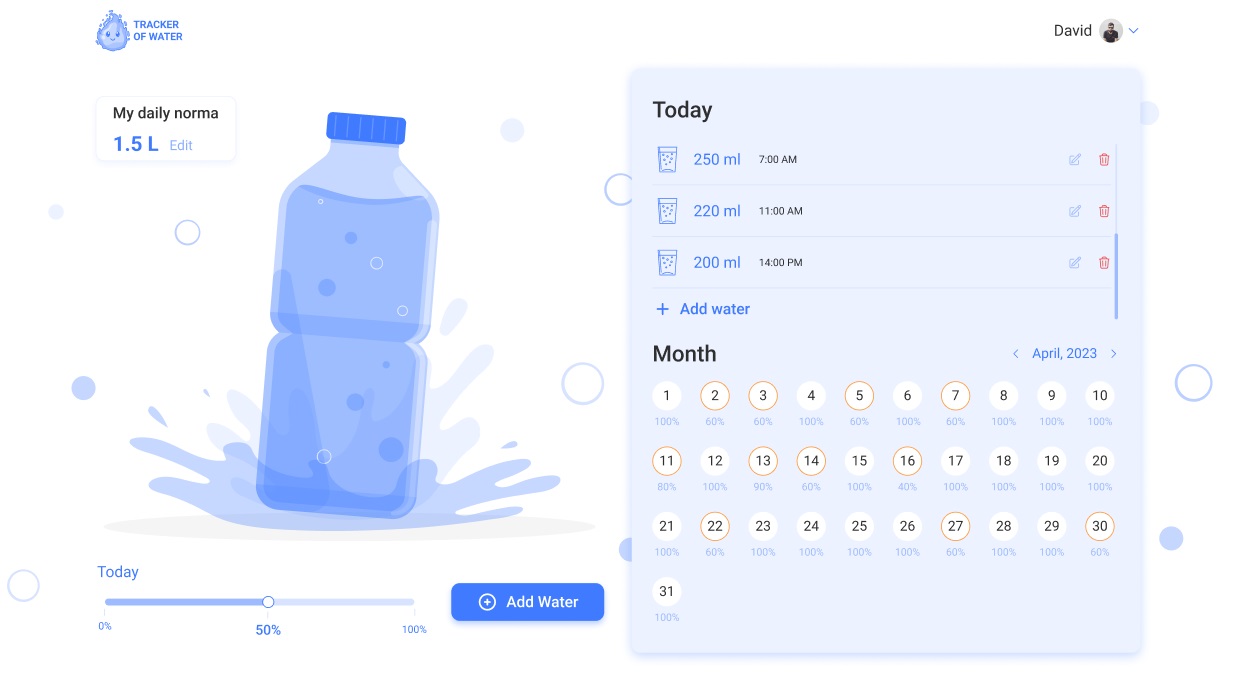 TRACKER
OF WATER
David
My daily norma
1.5 L Edit
Today
0%
50%
100%
Add Water
Today
250 ml 7:00 AM
220 ml 11:00 AM
200 ml 14:00 PM
+ Add water
Month
< April, 2023 >
1 2 3 4 5 6 7 8 9 10
100% 60% 60% 100% 60% 100% 60% 100% 100% 100%
11 12 13 14 15 16 17 18 19 20
80% 100% 90% 60% 100% 40% 100% 100% 100% 100%
21 22 23 24 25 26 27 28 29 30
100% 60% 100% 100% 100% 100% 60% 100% 100% 60%
31
100%